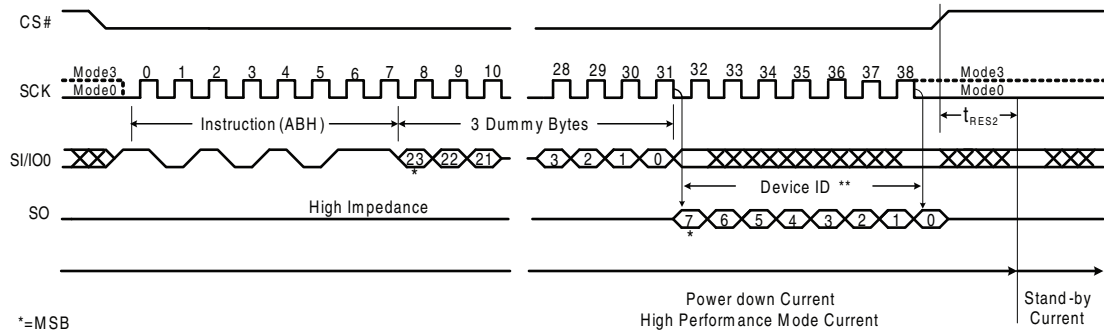 CS#
Mode3
0 1 2 3 4 5 6 7 8 9 10 28 29 30 31 32 33 34 35 36 37 38
Mode3
SCK
Mode0
Mode0
Instruction(ABH)
3 Dummy Bytes
tRES2
SI/IO0
23 22 21 3 2 1 0
*
Device ID **
High Impedance
SO
7 6 5 4 3 2 1 0
*
Power down Current
High Performance Mode Current
Stand-by
Current
*=MSB